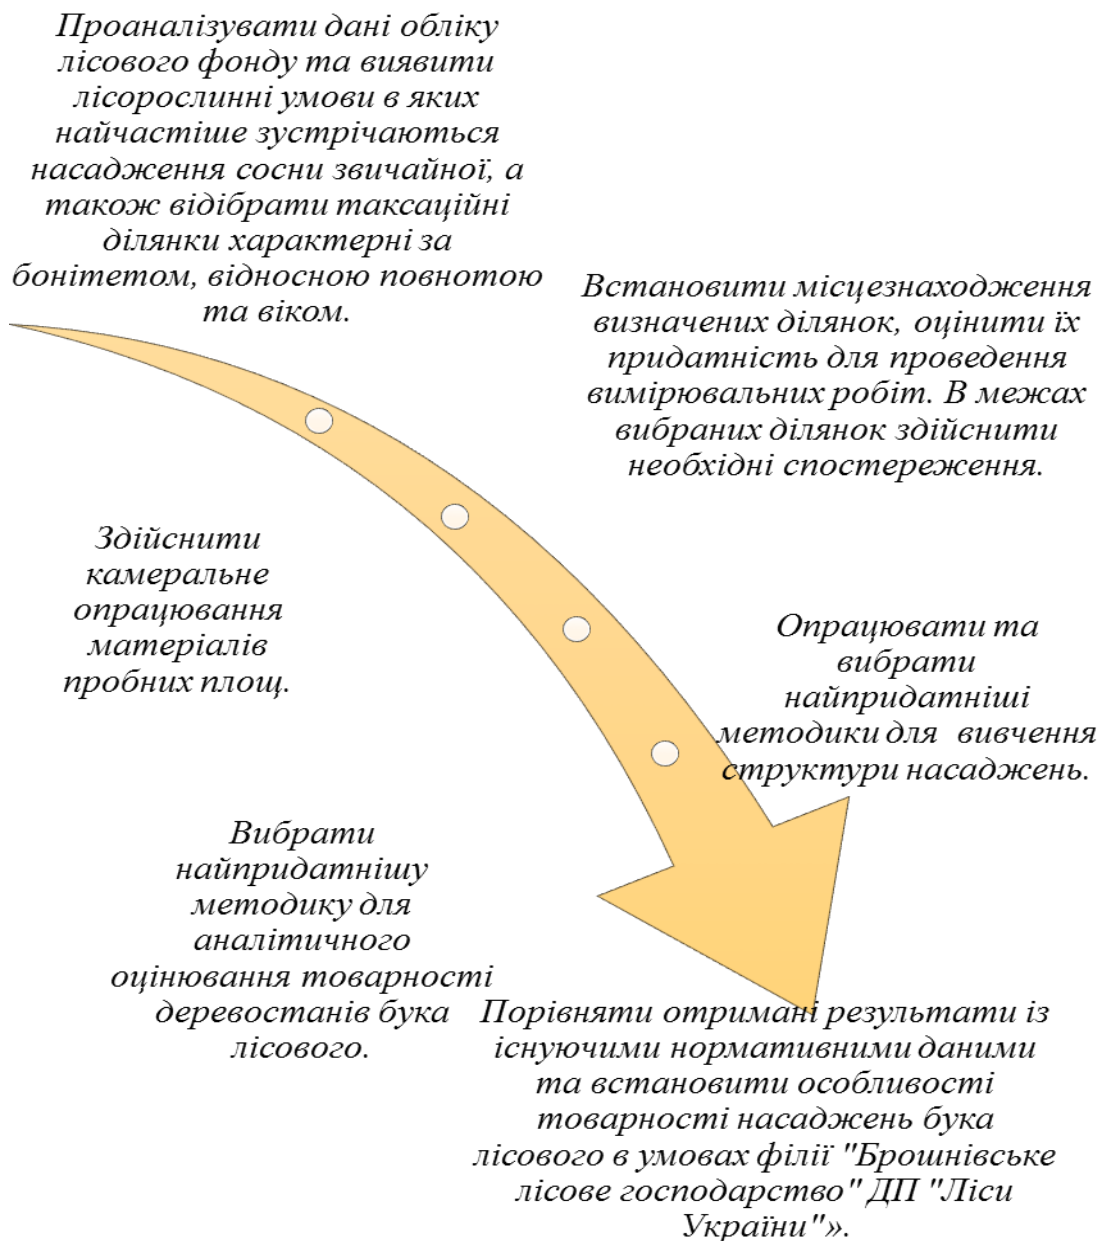 Проаналізувати дані обліку
лісового фонду та виявити
лісорослинні умови в яких
найчастіше зустрічаються
насадження сосни звичайної, а
також відібрати таксаційні
ділянки характерні за
бонітетом, відносною повнотою
та віком.
Встановити місцезнаходження
визначених ділянок, оцінити їх
придатність для проведення
вимірювальних робіт. В межах
вибраних ділянок здійснити
необхідні спостереження.
Здійснити
камеральне
опрацювання
матеріалів
пробних площ.
Опрацювати та
вибрати
найпридатніші
методики для вивчення
структури насаджень.
Вибрати
найпридатнішу
методику для
аналітичного
оцінювання товарності
деревостанів бука
лісового.
Порівняти отримані результати із
існуючими нормативними даними
та встановити особливості
товарності насаджень бука
лісового в умовах філії "Брошнівське
лісове господарство" ДП "Ліси
України"».